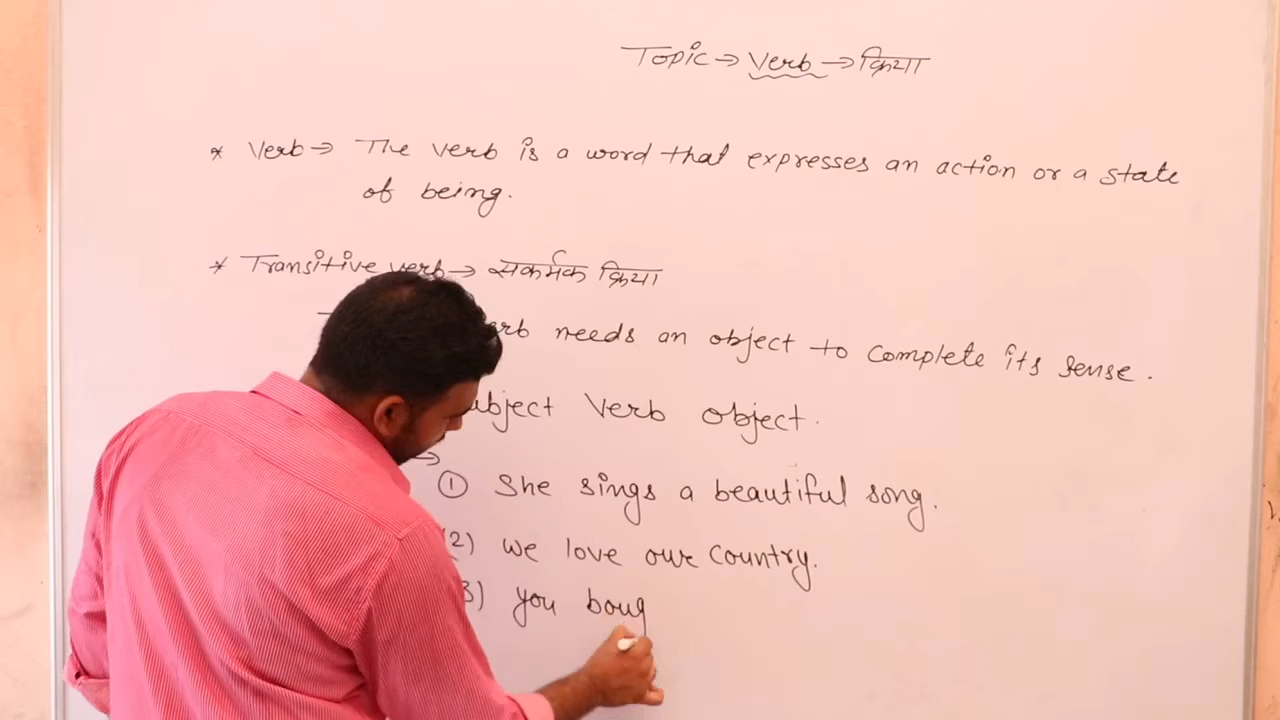 Topic → Verb → क्रिया
* Verb → The verb is a word that expresses an action or a state
of being.
* Transitive verb → सकर्मक क्रिया
needs an object to complete its sense.
Verb object.
① She sings a beautiful song.
(2) We love our Country.
3) you boug